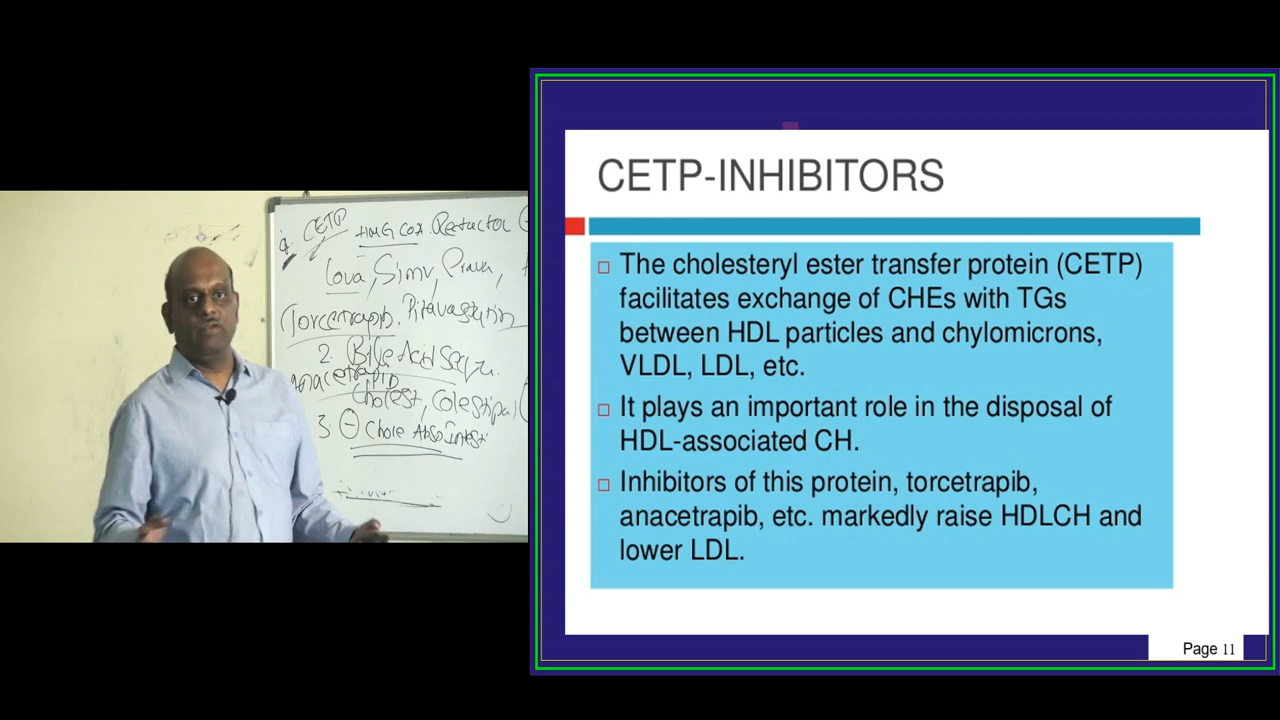 CETP
HMG COA Reductor
Lova, Simv, Prava,
Torcetrapib. Pitavastatin
2. Bile Acid Sequ.
anacetrapib
Cholest, Colestipol
3. ⊖ Chole Abso Intesti
CETP-INHIBITORS
The cholesteryl ester transfer protein (CETP)
facilitates exchange of CHEs with TGs
between HDL particles and chylomicrons,
VLDL, LDL, etc.
It plays an important role in the disposal of
HDL-associated CH.
Inhibitors of this protein, torcetrapib,
anacetrapib, etc. markedly raise HDLCH and
lower LDL.
Page 11